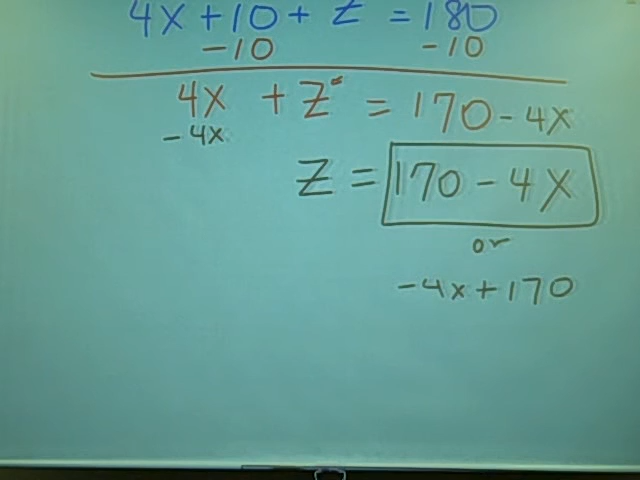 4x + 10 + z = 180
-10 -10
4x + z = 170 - 4x
-4x
z = 170 - 4x
or
-4x + 170